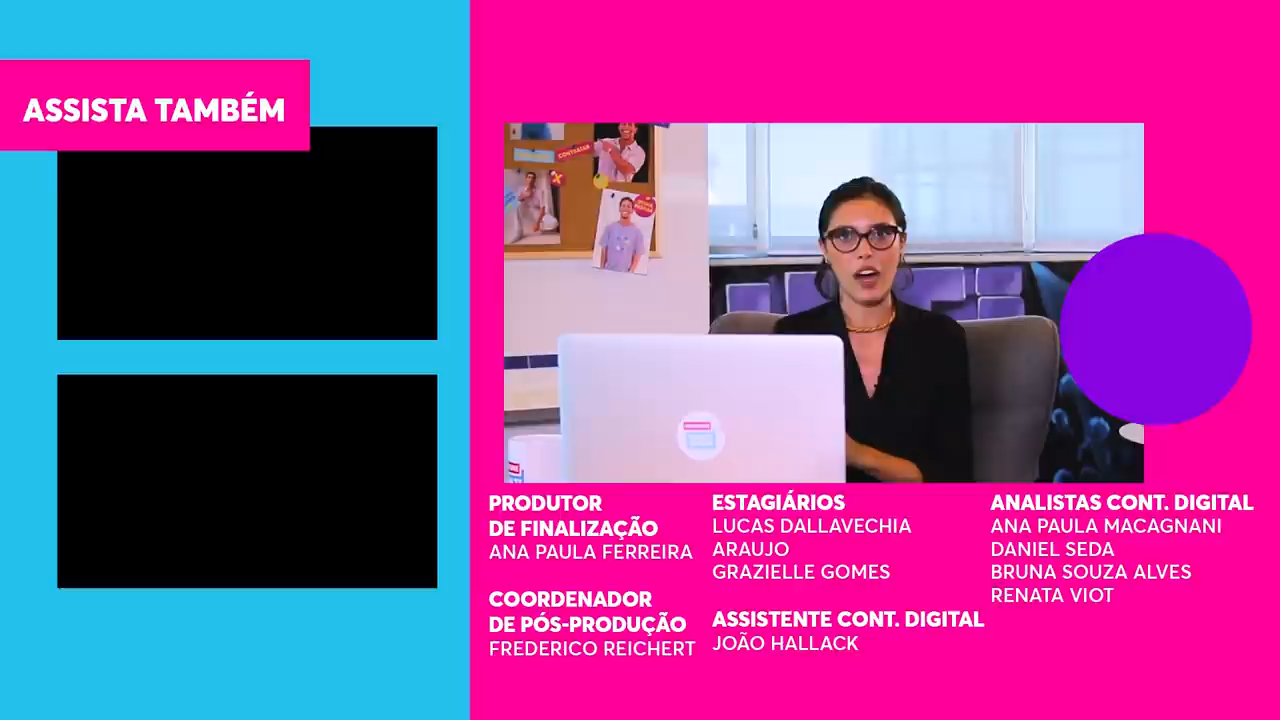 ASSISTA TAMBÉM
CONTRATAR
PRODUTOR
DE FINALIZAÇÃO
ANA PAULA FERREIRA
COORDENADOR
DE PÓS-PRODUÇÃO
FREDERICO REICHERT
ESTAGIÁRIOS
LUCAS DALLAVECHIA
ARAUJO
GRAZIELLE GOMES
ASSISTENTE CONT. DIGITAL
JOÃO HALLACK
ANALISTAS CONT. DIGITAL
ANA PAULA MACAGNANI
DANIEL SEDA
BRUNA SOUZA ALVES
RENATA VIOT